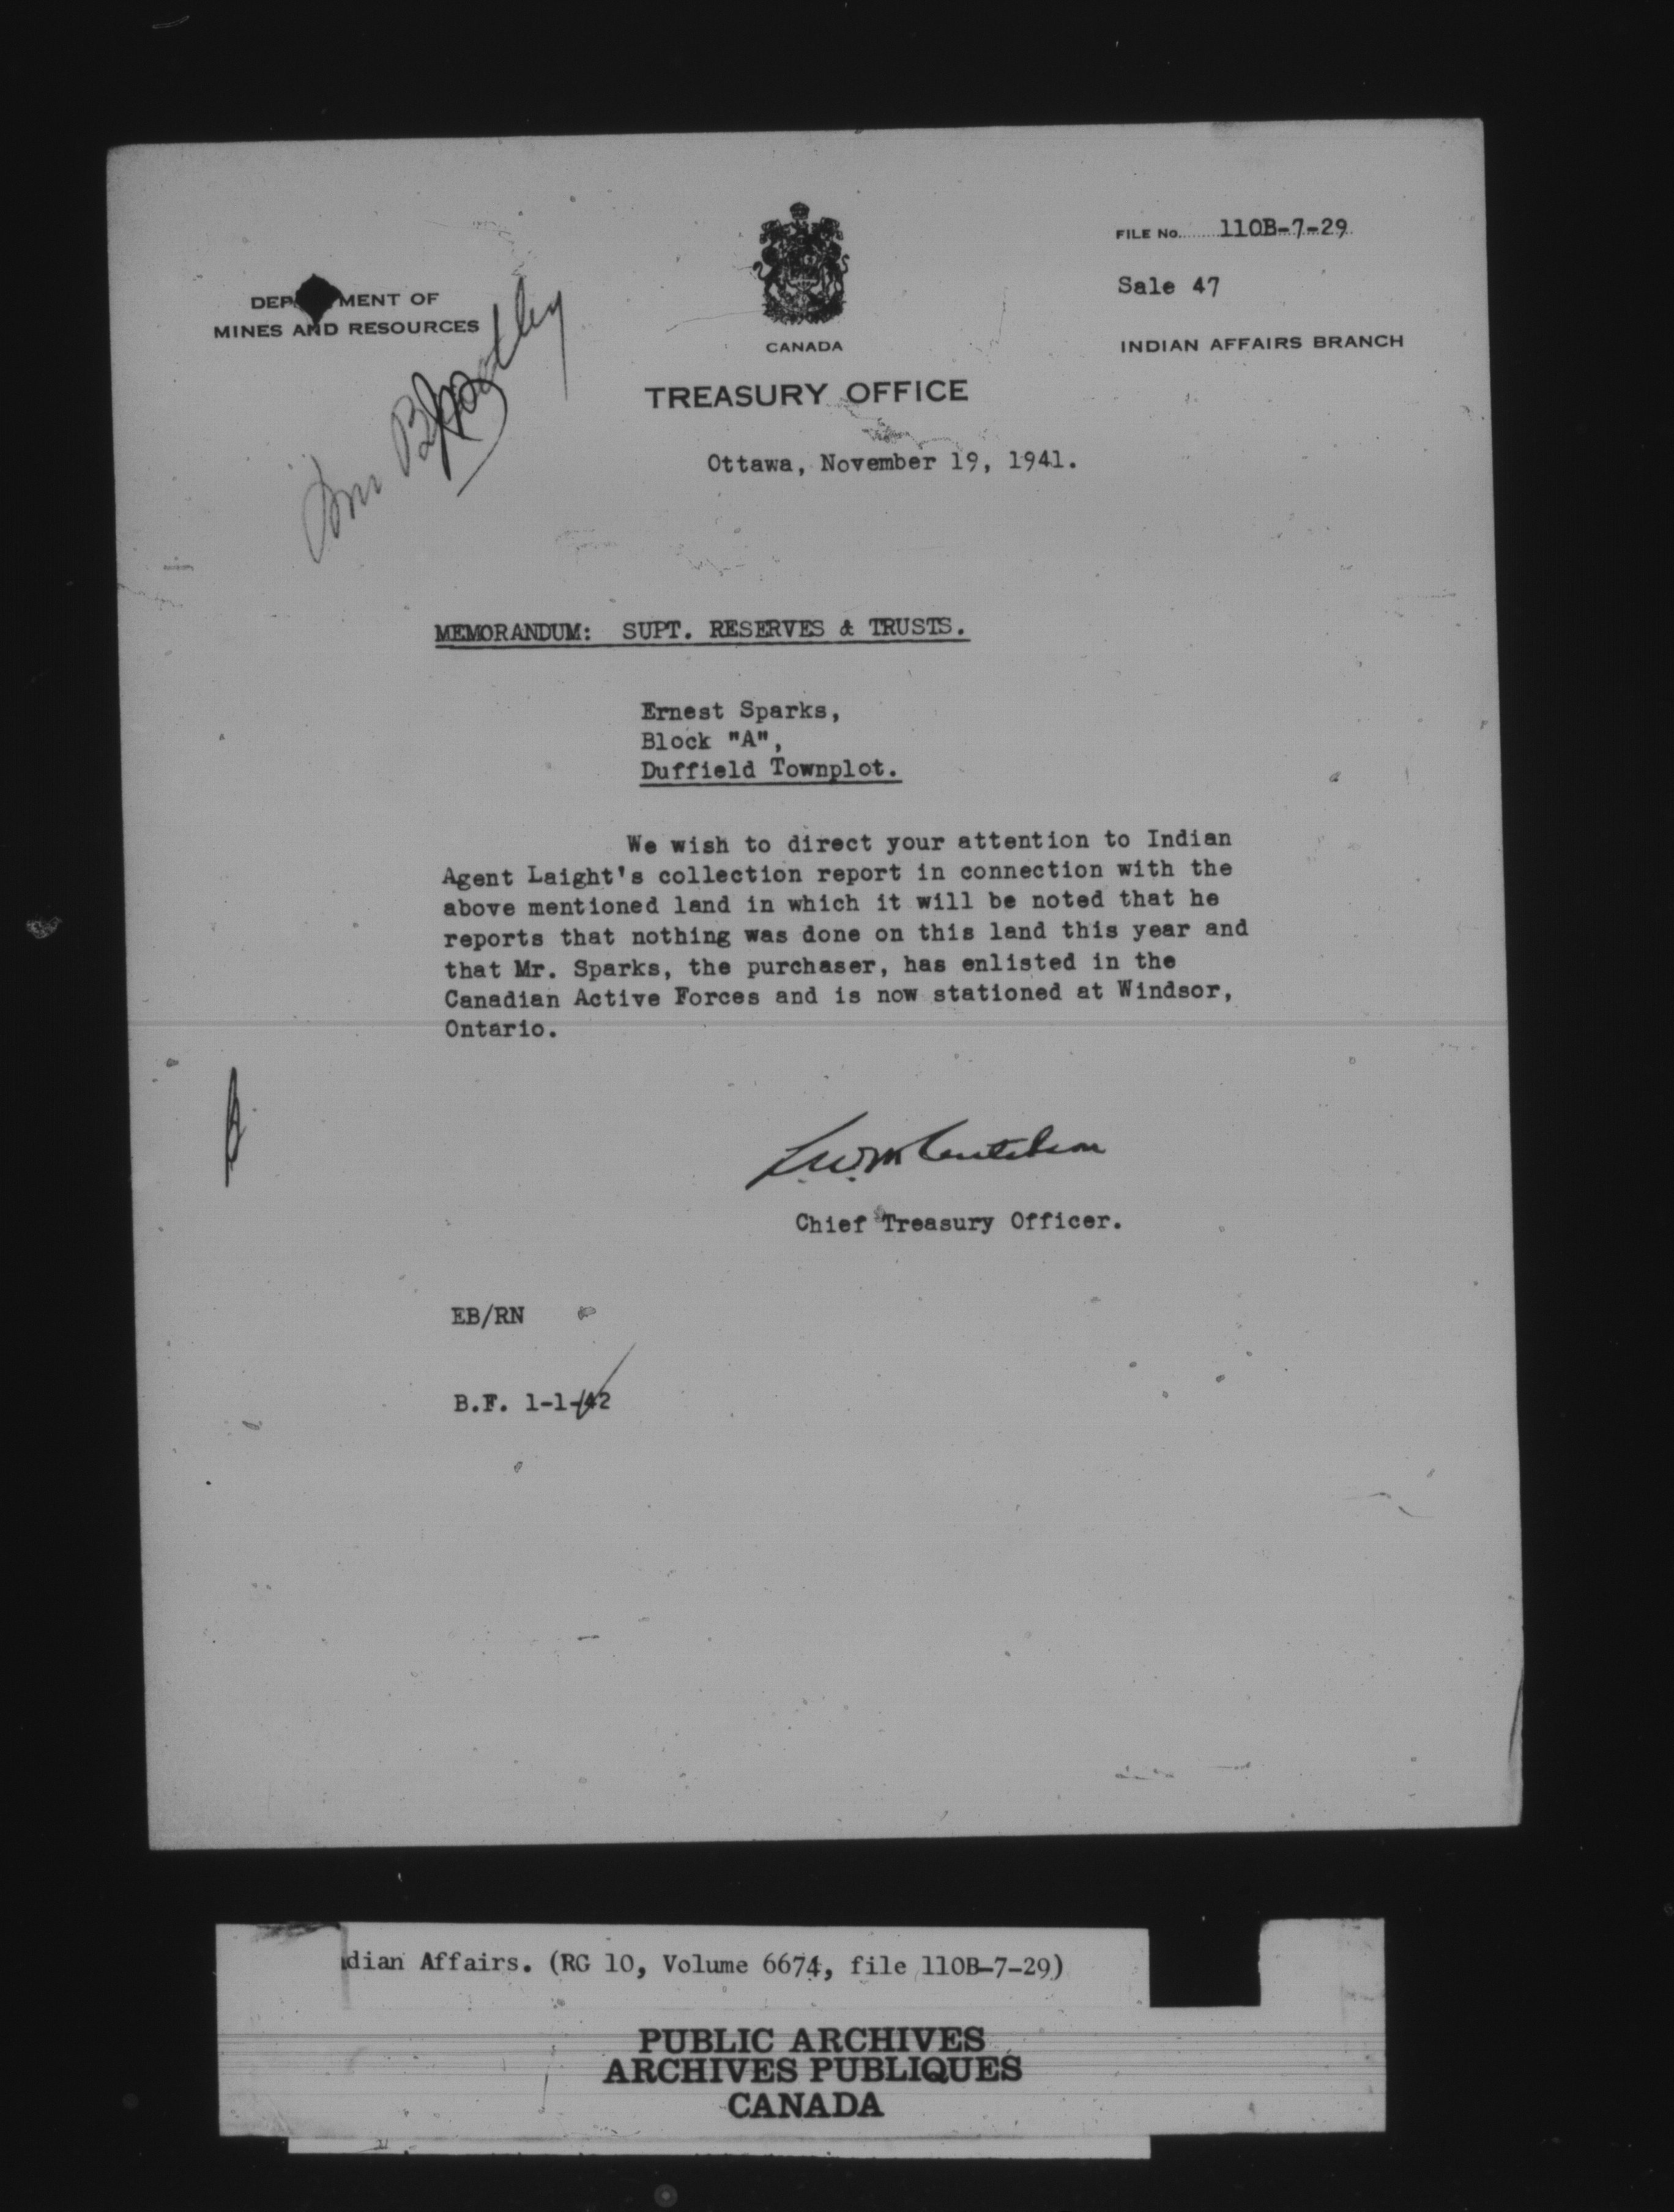 FILE No. 110B-7-29
Sale 47
DEP MENT OF
MINES AND RESOURCES
CANADA
INDIAN AFFAIRS BRANCH
TREASURY OFFICE
Ottawa, November 19, 1941.
MEMORANDUM: SUPT. RESERVES & TRUSTS.
Ernest Sparks,
Block "A",
Duffield Townplot.
We wish to direct your attention to Indian
Agent Laight's collection report in connection with the
above mentioned land in which it will be noted that he
reports that nothing was done on this land this year and
that Mr. Sparks, the purchaser, has enlisted in the
Canadian Active Forces and is now stationed at Windsor,
Ontario.
Chief Treasury Officer.
EB/RN
B.F. 1-1-42
dian Affairs. (RG 10, Volume 6674, file 110B-7-29)
PUBLIC ARCHIVES
ARCHIVES PUBLIQUES
CANADA